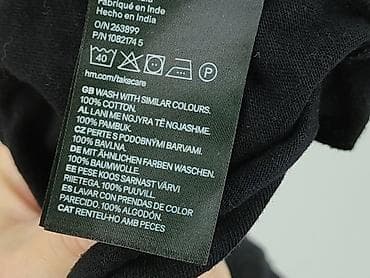 Fabriqué en Inde
Hecho en India
O/N 263899
P/N 1082174 5
40 P
hm.com/takecare
GB WASH WITH SIMILAR COLOURS.
100% COTTON.
AL LANI ME NGJYRA TË NGJASHME.
100% PAMBUK.
CZ PERTE S PODOBNÝMI BARVAMI.
100% BAVLNA.
DE MIT ÄHNLICHEN FARBEN WASCHEN.
100% BAUMWOLLE.
EE PESE KOOS SARNAST VÄRVI
RIIETEGA. 100% PUUVILL.
ES LAVAR CON PRENDAS DE COLOR
PARECIDO. 100% ALGODÓN.
CAT RENTEU-HO AMB PECES